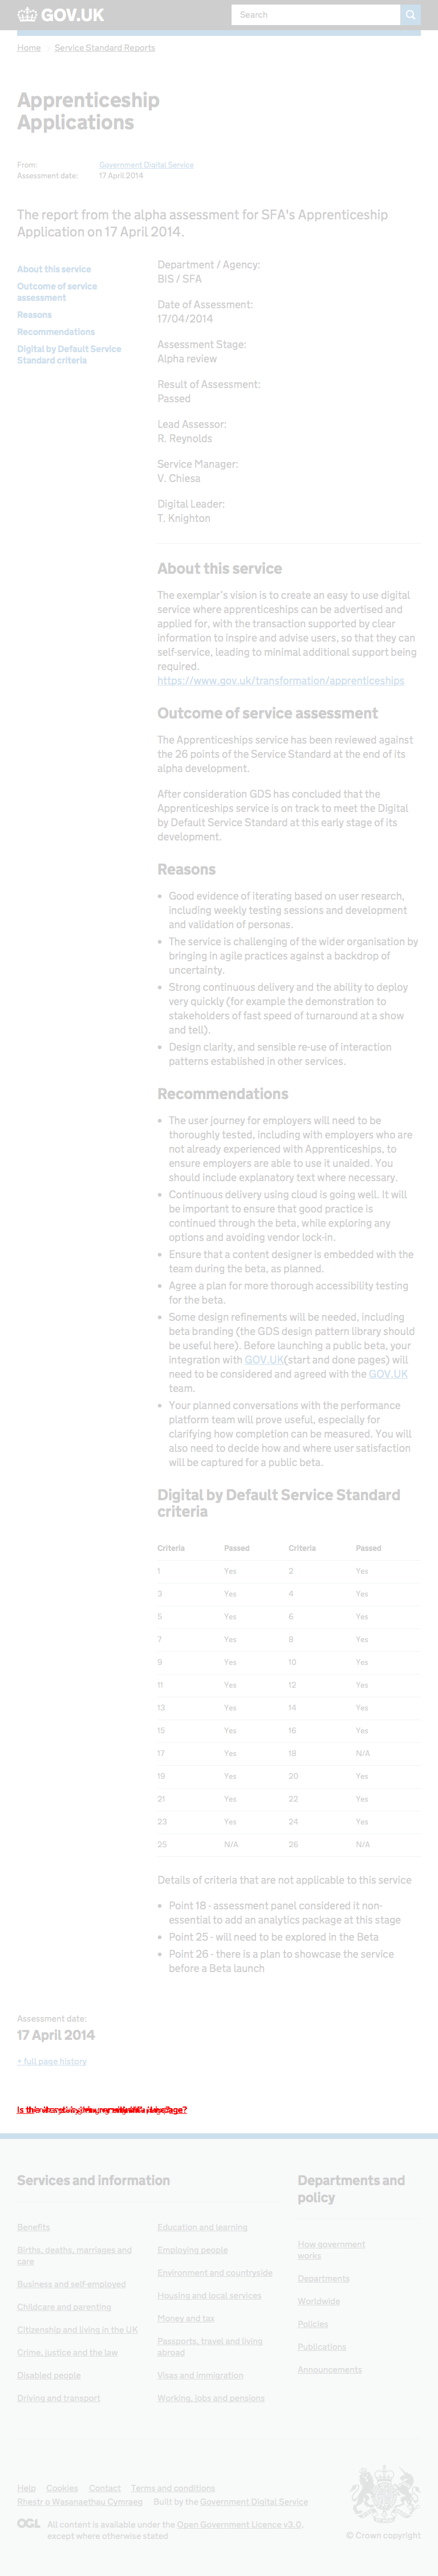 GOV.UK
Search
Home
Service Standard Reports
Apprenticeship
Applications
From:
Government Digital Service
Assessment date:
17 April 2014
The report from the alpha assessment for SFA's Apprenticeship
Application on 17 April 2014.
About this service
Outcome of service
assessment
Reasons
Recommendations
Digital by Default Service
Standard criteria
Department / Agency:
BIS / SFA
Date of Assessment:
17/04/2014
Assessment Stage:
Alpha review
Result of Assessment:
Passed
Lead Assessor:
R. Reynolds
Service Manager:
V. Chiesa
Digital Leader:
T. Knighton
About this service
The exemplar's vision is to create an easy to use digital
service where apprenticeships can be advertised and
applied for, with the transaction supported by clear
information to inspire and advise users, so that they can
self-service, leading to minimal additional support being
required.
https://www.gov.uk/transformation/apprenticeships
Outcome of service assessment
The Apprenticeships service has been reviewed against
the 26 points of the Service Standard at the end of its
alpha development.
After consideration GDS has concluded that the
Apprenticeships service is on track to meet the Digital
by Default Service Standard at this early stage of its
development.
Reasons
• Good evidence of iterating based on user research,
including weekly testing sessions and development
and validation of personas.
• The service is challenging of the wider organisation by
bringing in agile practices against a backdrop of
uncertainty.
• Strong continuous delivery and the ability to deploy
very quickly (for example the demonstration to
stakeholders of fast speed of turnaround at a show
and tell).
• Design clarity, and sensible re-use of interaction
patterns established in other services.
Recommendations
• The user journey for employers will need to be
thoroughly tested, including with employers who are
not already experienced with Apprenticeships, to
ensure employers are able to use it unaided. You
should include explanatory text where necessary.
• Continuous delivery using cloud is going well. It will
be important to ensure that good practice is
continued through the beta, while exploring any
options and avoiding vendor lock-in.
• Ensure that a content designer is embedded with the
team during the beta, as planned.
• Agree a plan for more thorough accessibility testing
for the beta.
• Some design refinements will be needed, including
beta branding (the GDS design pattern library should
be useful here). Before launching a public beta, your
integration with GOV.UK(start and done pages) will
need to be considered and agreed with the GOV.UK
team.
• Your planned conversations with the performance
platform team will prove useful, especially for
clarifying how completion can be measured. You will
also need to decide how and where user satisfaction
will be captured for a public beta.
Digital by Default Service Standard
criteria
Criteria Passed Criteria Passed
1 Yes 2 Yes
3 Yes 4 Yes
5 Yes 6 Yes
7 Yes 8 Yes
9 Yes 10 Yes
11 Yes 12 Yes
13 Yes 14 Yes
15 Yes 16 Yes
17 Yes 18 N/A
19 Yes 20 Yes
21 Yes 22 Yes
23 Yes 24 Yes
25 N/A 26 N/A
Details of criteria that are not applicable to this service
• Point 18 - assessment panel considered it non-
essential to add an analytics package at this stage
• Point 25 - will need to be explored in the Beta
• Point 26 - there is a plan to showcase the service
before a Beta launch
Assessment date:
17 April 2014
+ full page history
Is page?
Services and information
Benefits
Births, deaths, marriages and
care
Business and self-employed
Childcare and parenting
Citizenship and living in the UK
Crime, justice and the law
Disabled people
Driving and transport
Education and learning
Employing people
Environment and countryside
Housing and local services
Money and tax
Passports, travel and living
abroad
Visas and immigration
Working, jobs and pensions
Departments and
policy
How government
works
Departments
Worldwide
Policies
Publications
Announcements
Help Cookies Contact Terms and conditions
Rhestr o Wasanaethau Cymraeg Built by the Government Digital Service
OGL All content is available under the Open Government Licence v3.0,
except where otherwise stated
© Crown copyright